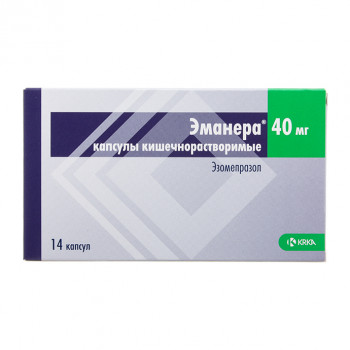 Эманера® 40 мг
капсулы кишечнорастворимые
Эзомепразол
14 капсул
KRKA